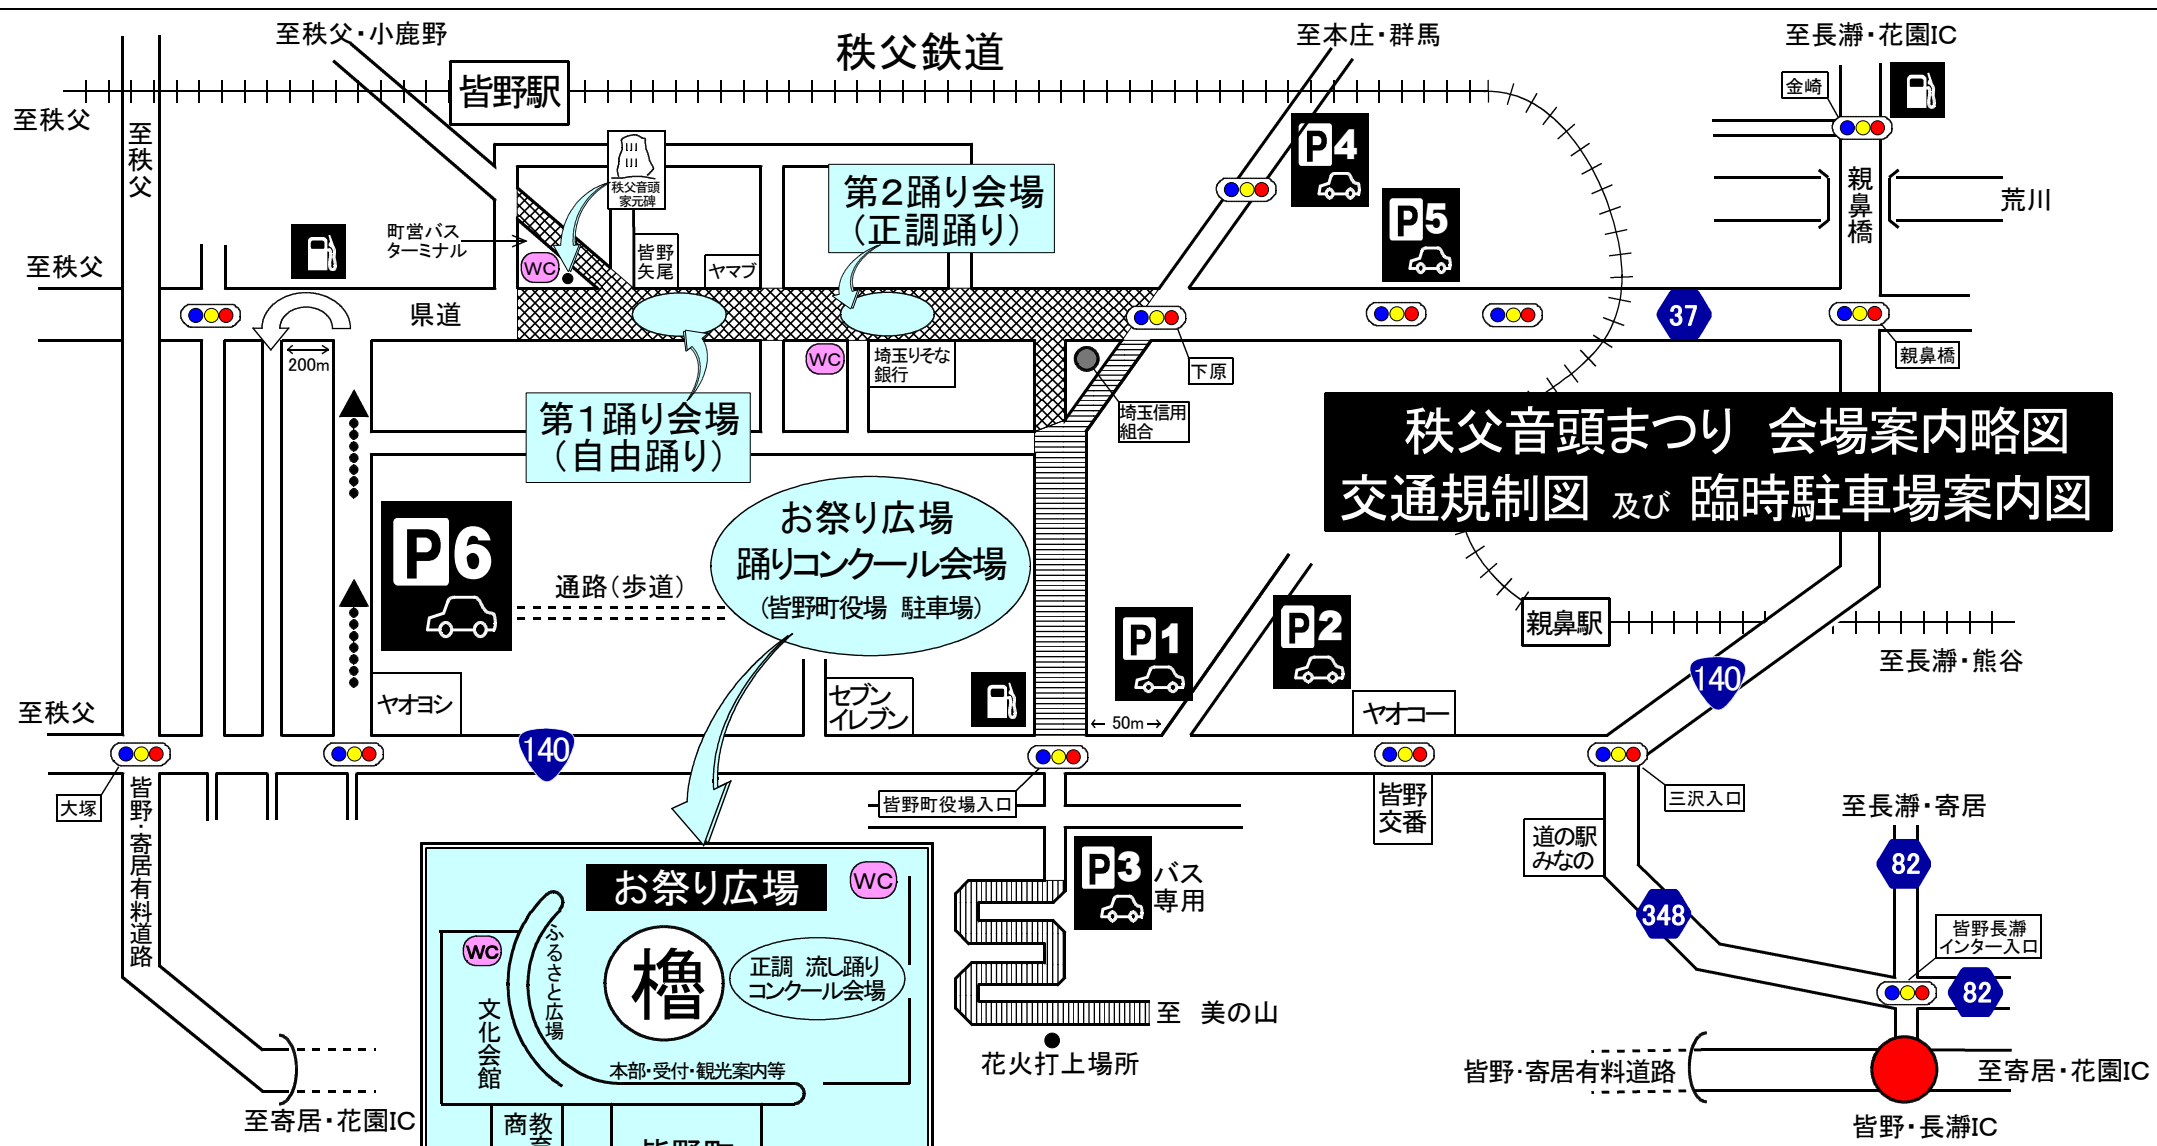 至秩父・小鹿野
秩父鉄道
至本庄・群馬
至長瀞・花園IC
皆野駅
金崎
至秩父
至秩父
秩父音頭
家元碑
P4
P5
親鼻橋
荒川
第2踊り会場
(正調踊り)
町営バス
ターミナル
WC
皆野
矢尾
ヤマブ
至秩父
県道
37
200m
WC
埼玉りそな
銀行
下原
親鼻橋
第1踊り会場
(自由踊り)
埼玉信用
組合
秩父音頭まつり 会場案内略図
交通規制図 及び 臨時駐車場案内図
P6
通路(歩道)
お祭り広場
踊りコンクール会場
(皆野町役場 駐車場)
P1
P2
親鼻駅
至長瀞・熊谷
140
至秩父
ヤオヨシ
セブン
イレブン
← 50m→
ヤオコー
140
大塚
皆野・寄居有料道路
皆野町役場入口
皆野
交番
三沢入口
道の駅
みなの
至長瀞・寄居
82
348
皆野長瀞
インター入口
82
P3
バス
専用
お祭り広場
WC
WC
ふるさと広場
櫓
正調 流し踊り
コンクール会場
文化会館
本部・受付・観光案内等
至 美の山
花火打上場所
皆野・寄居有料道路
至寄居・花園IC
皆野・長瀞IC
至寄居・花園IC
商
教
皆野町